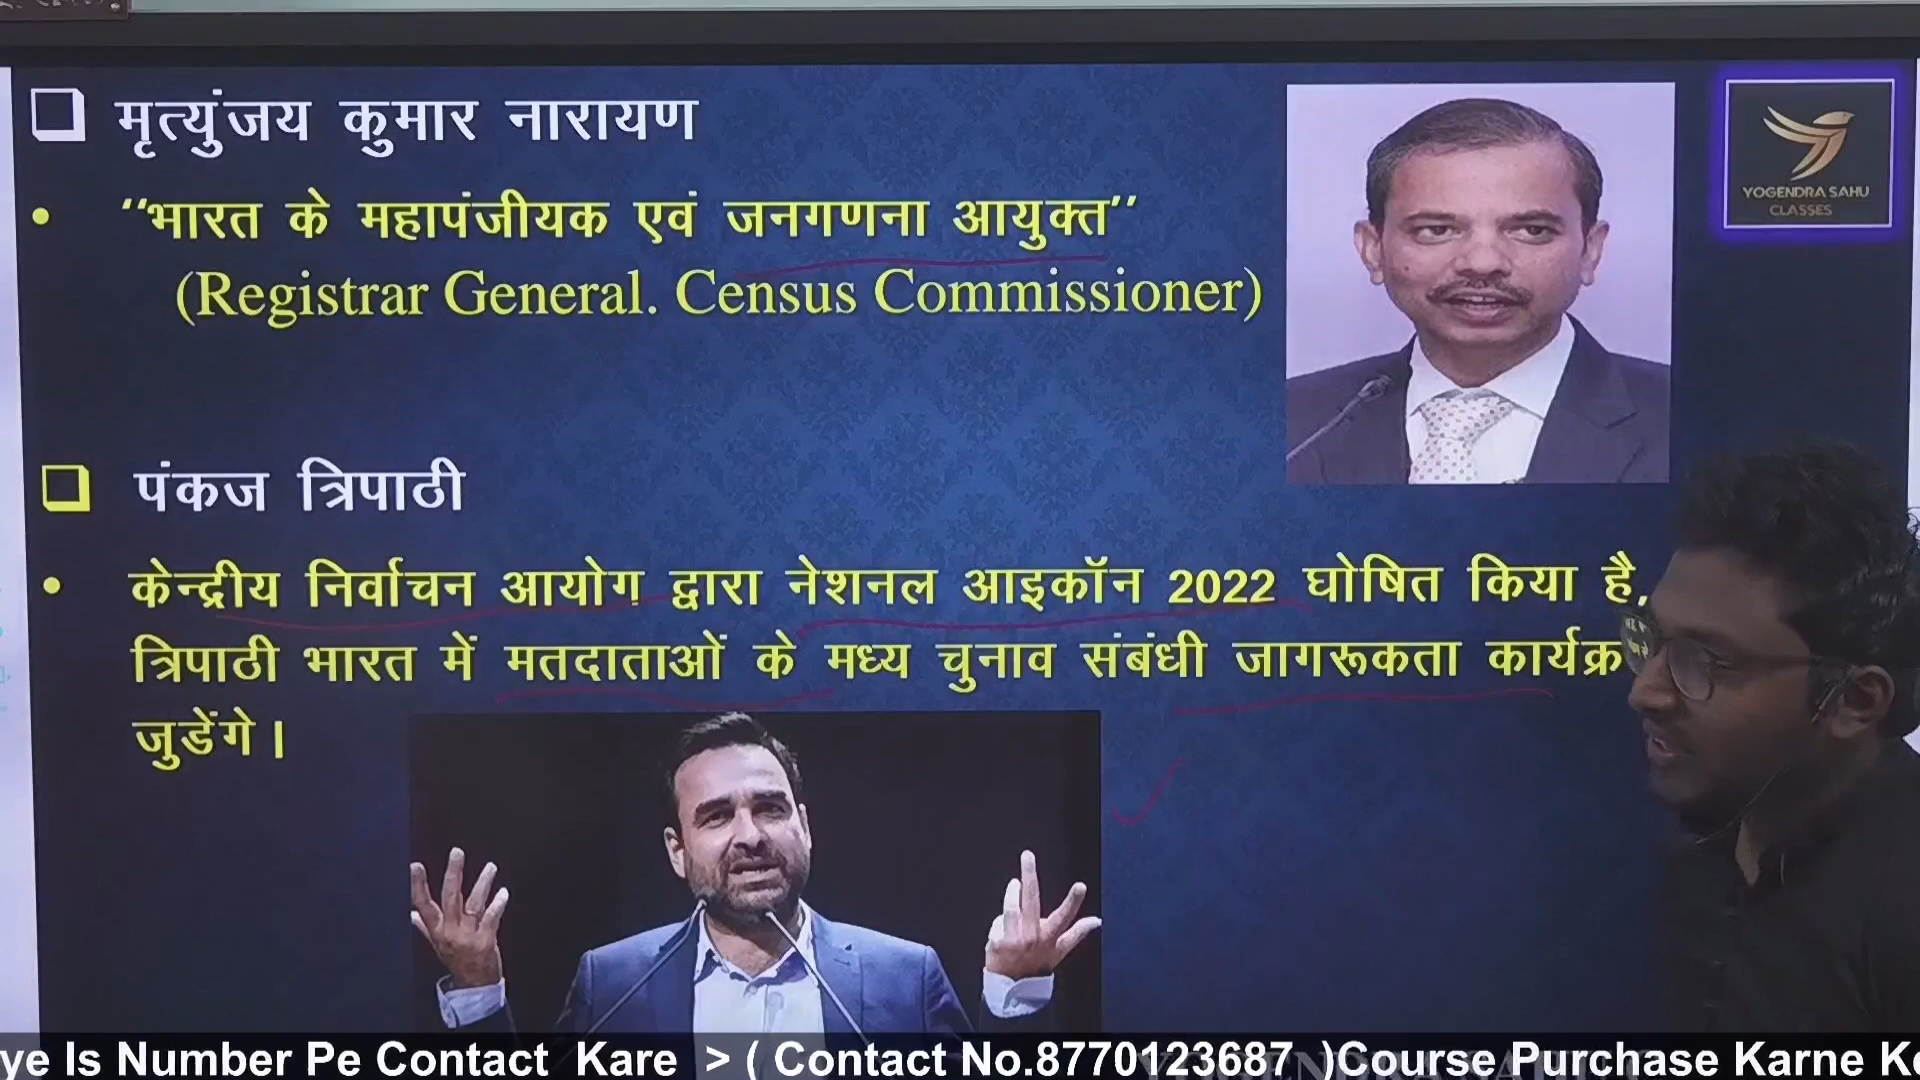 मृत्युंजय कुमार नारायण
“भारत के महापंजीयक एवं जनगणना आयुक्त”
(Registrar General. Census Commissioner)
YOGENDRA SAHU
CLASSES
पंकज त्रिपाठी
केन्द्रीय निर्वाचन आयोग द्वारा नेशनल आइकॉन 2022 घोषित किया है,
त्रिपाठी भारत में मतदाताओं के मध्य चुनाव संबंधी जागरूकता
जुडेंगे।
ye Is Number Pe Contact Kare > ( Contact No.8770123687 )Course Purchase Karne